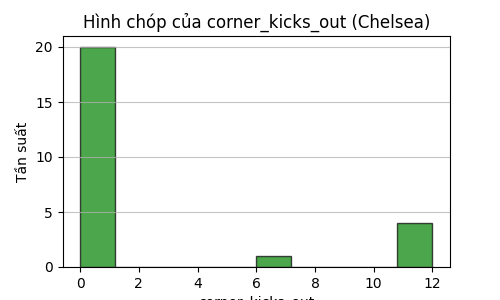 Hình chóp của corner_kicks_out (Chelsea)
20
15
10
5
0
Tần suất
0 2 4 6 8 10 12
corner_kicks_out